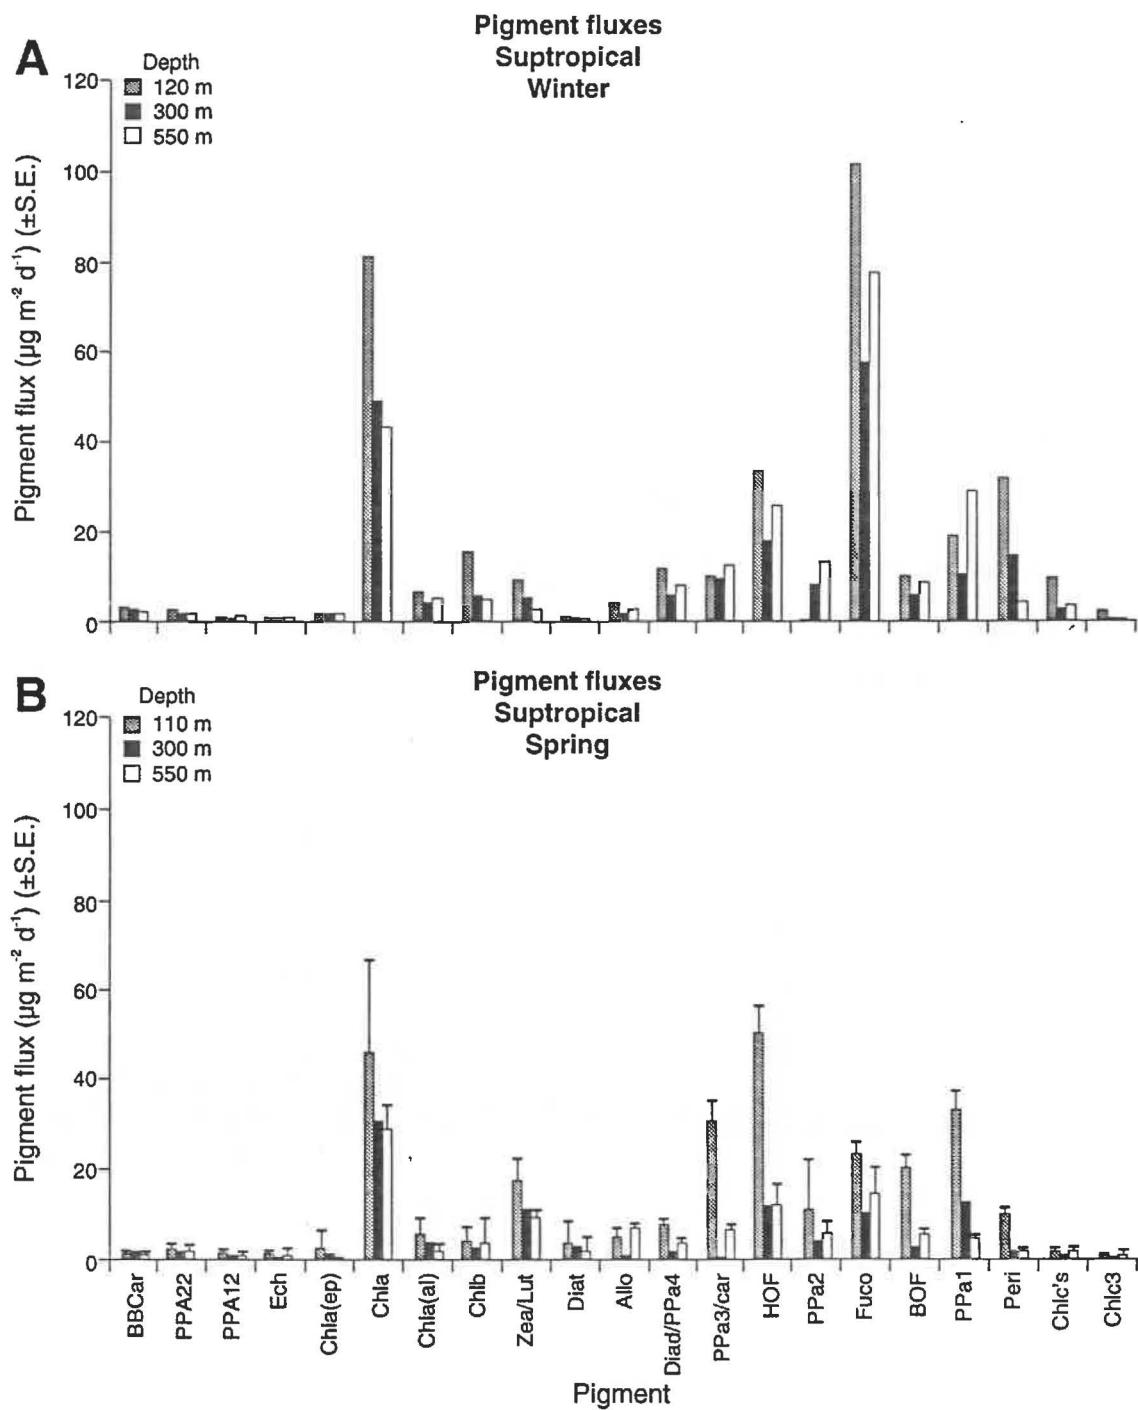 A
Pigment fluxes
Suptropical
Winter
Depth
120 m
300 m
550 m
120
100
80
60
40
20
0
Pigment flux (µg m⁻² d⁻¹) (±S.E.)
B
Pigment fluxes
Suptropical
Spring
Depth
110 m
300 m
550 m
120
100
80
60
40
20
0
Pigment flux (µg m⁻² d⁻¹) (±S.E.)
BBCar
PPA22
PPA12
Ech
Chla(ep)
Chla
Chla(al)
Chlb
Zea/Lut
Diat
Allo
Diad/PPa4
PPa3/car
HOF
PPa2
Fuco
BOF
PPa1
Peri
Chlc's
Chlc3
Pigment